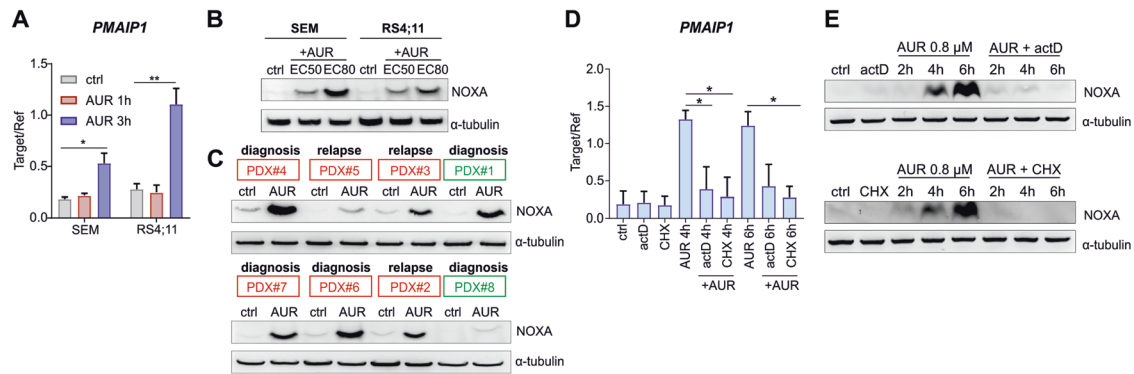 A
PMAIP1
Target/Ref
1.5
1.0
0.5
0.0
ctrl
AUR 1h
AUR 3h
*
**
SEM
RS4;11
B
SEM RS4;11
+AUR +AUR
ctrl EC50 EC80 ctrl EC50 EC80
NOXA
α-tubulin
C
diagnosis relapse relapse diagnosis
PDX#4 PDX#5 PDX#3 PDX#1
ctrl AUR ctrl AUR ctrl AUR ctrl AUR
NOXA
α-tubulin
diagnosis diagnosis relapse diagnosis
PDX#7 PDX#6 PDX#2 PDX#8
ctrl AUR ctrl AUR ctrl AUR ctrl AUR
NOXA
α-tubulin
D
PMAIP1
Target/Ref
2.0
1.5
1.0
0.5
0.0
*
*
*
ctrl
actD
CHX
AUR 4h
actD 4h
CHX 4h
AUR 6h
actD 6h
CHX 6h
+AUR +AUR
E
AUR 0.8 μM AUR + actD
ctrl actD 2h 4h 6h 2h 4h 6h
NOXA
α-tubulin
AUR 0.8 μM AUR + CHX
ctrl CHX 2h 4h 6h 2h 4h 6h
NOXA
α-tubulin